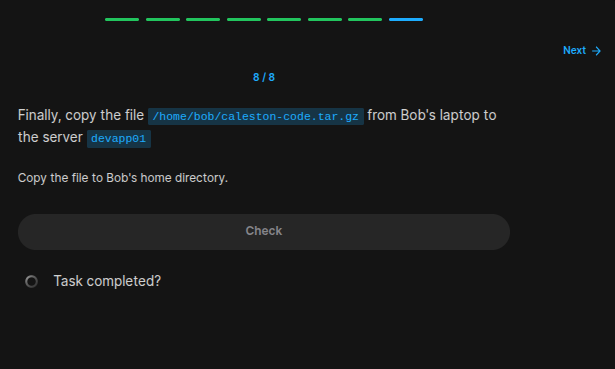 Next →
8 / 8
Finally, copy the file /home/bob/caleston-code.tar.gz from Bob's laptop to
the server devapp01
Copy the file to Bob's home directory.
Check
Task completed?